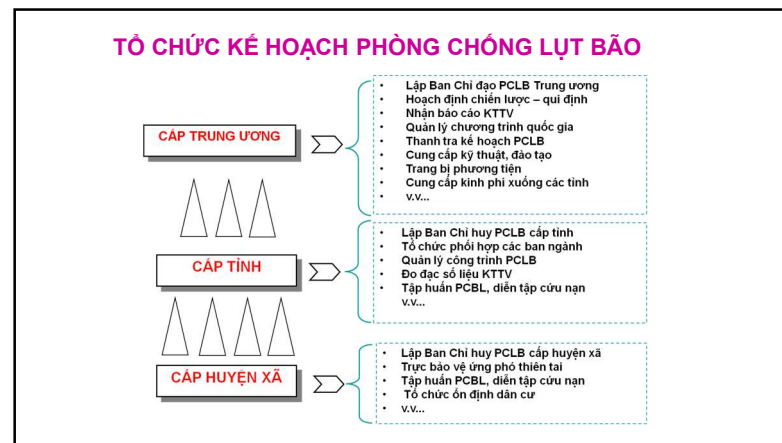 TỔ CHỨC KẾ HOẠCH PHÒNG CHỐNG LỤT BÃO
CẤP TRUNG ƯƠNG
• Lập Ban Chỉ đạo PCLB Trung ương
• Hoạch định chiến lược – qui định
• Nhận báo cáo KTTV
• Quản lý chương trình quốc gia
• Thanh tra kế hoạch PCLB
• Cung cấp kỹ thuật, đào tạo
• Trang bị phương tiện
• Cung cấp kinh phí xuống các tỉnh
• v.v...
CẤP TỈNH
• Lập Ban Chỉ huy PCLB cấp tỉnh
• Tổ chức phối hợp các ban ngành
• Quản lý công trình PCLB
• Đo đạc số liệu KTTV
• Tập huấn PCBL, diễn tập cứu nạn
v.v...
CẤP HUYỆN XÃ
• Lập Ban Chỉ huy PCLB cấp huyện xã
• Trực bảo vệ ứng phó thiên tai
• Tập huấn PCBL, diễn tập cứu nạn
• Tổ chức ổn định dân cư
• v.v...